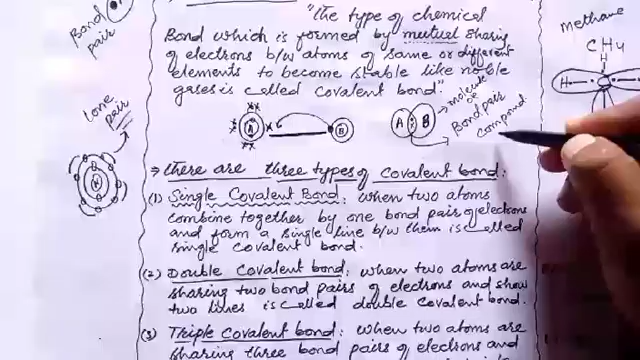 "The type of chemical
Bond which is formed by mutual sharing
of electrons b/w atoms of same or different
elements to become stable like noble
gases is called covalent bond."
Bond
pair
lone
pair
A
B
A B
molecule
or
Bond pair
compound
Methane
CH4
H
H
⇒ There are three types of covalent bond:
(1) Single Covalent Bond: when two atoms
combine together by one bond pair of electrons
and form a single line b/w them is called
single covalent bond.
(2) Double Covalent bond: when two atoms are
sharing two bond pairs of electrons and show
two lines is called double covalent bond.
(3) Triple Covalent bond: when two atoms are
sharing three bond pairs of electrons and